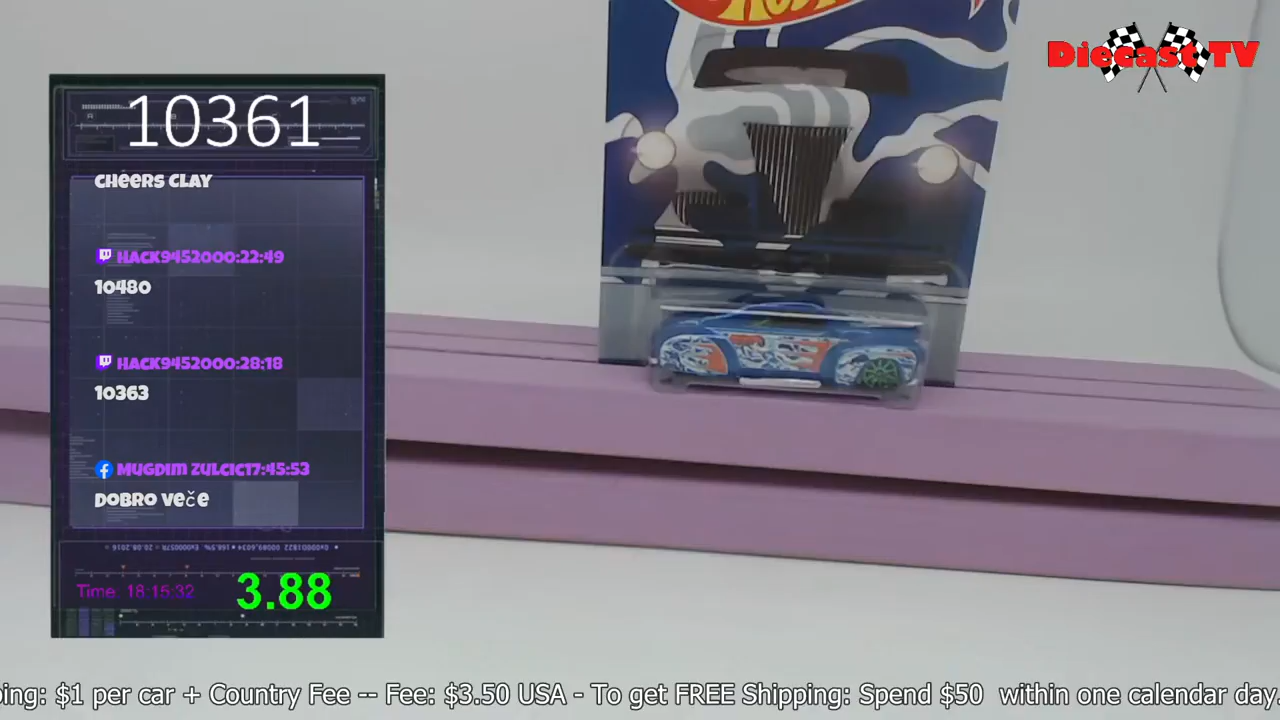 Diecast TV
10361
CHEERS CLAY
HACK9452000:22:49
10480
HACK9452000:28:18
10363
MUGDIM ZULCIC17:45:53
DOBRO VEČE
Time: 18:15:32
3.88
ping: $1 per car + Country Fee -- Fee: $3.50 USA - To get FREE Shipping: Spend $50 within one calendar day.